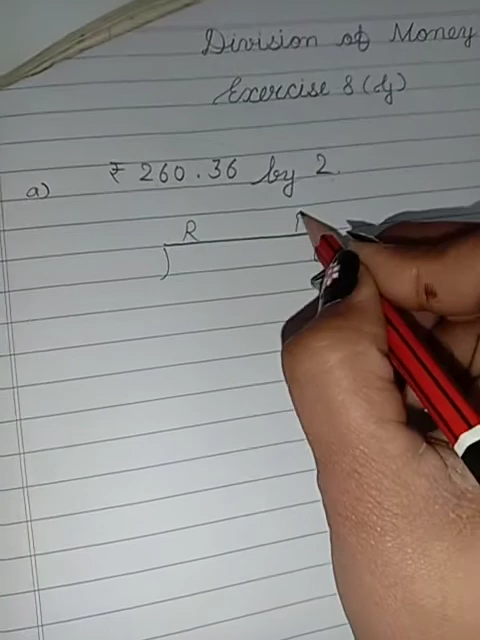 Division of Money
Exercise 8(d)
a) ₹ 260.36 by 2.
R